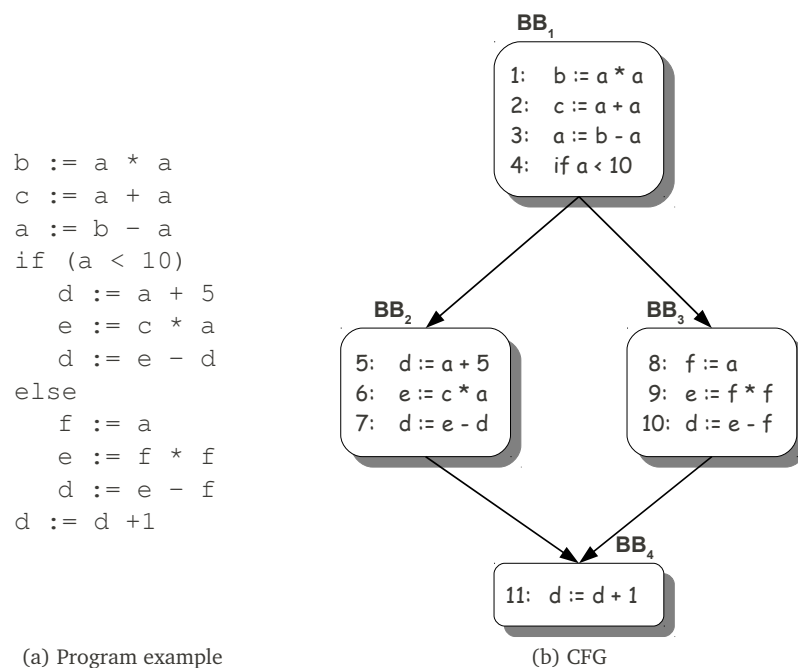 b := a * a
c := a + a
a := b - a
if (a < 10)
d := a + 5
e := c * a
d := e - d
else
f := a
e := f * f
d := e - f
d := d +1
(a) Program example
BB1
1: b := a * a
2: c := a + a
3: a := b - a
4: if a < 10
BB2
5: d := a + 5
6: e := c * a
7: d := e - d
BB3
8: f := a
9: e := f * f
10: d := e - f
BB4
11: d := d + 1
(b) CFG